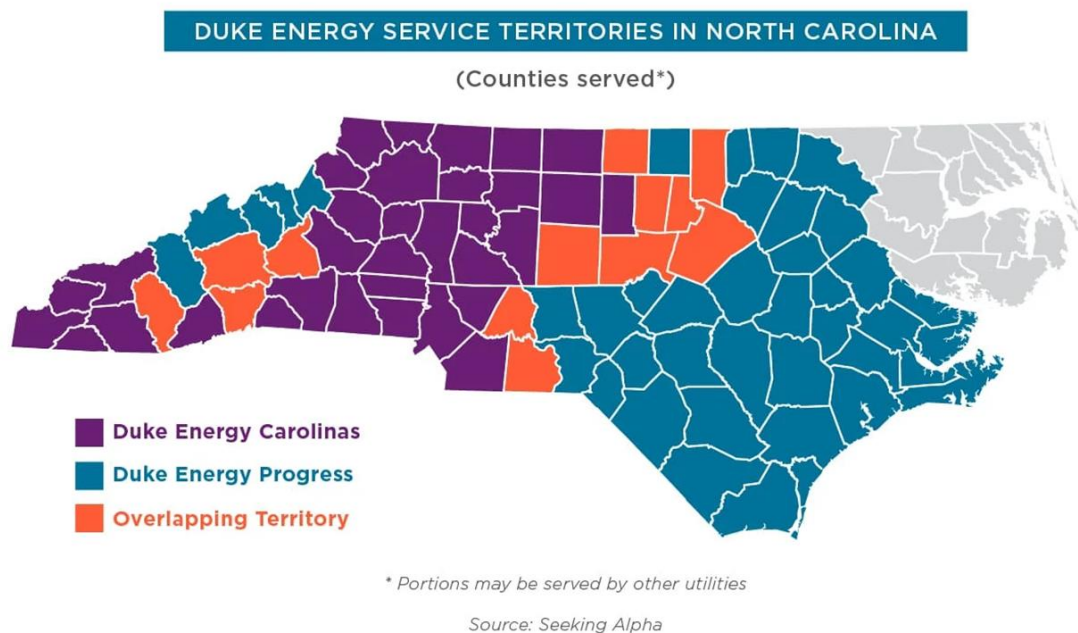 DUKE ENERGY SERVICE TERRITORIES IN NORTH CAROLINA
(Counties served*)
Duke Energy Carolinas
Duke Energy Progress
Overlapping Territory
* Portions may be served by other utilities
Source: Seeking Alpha